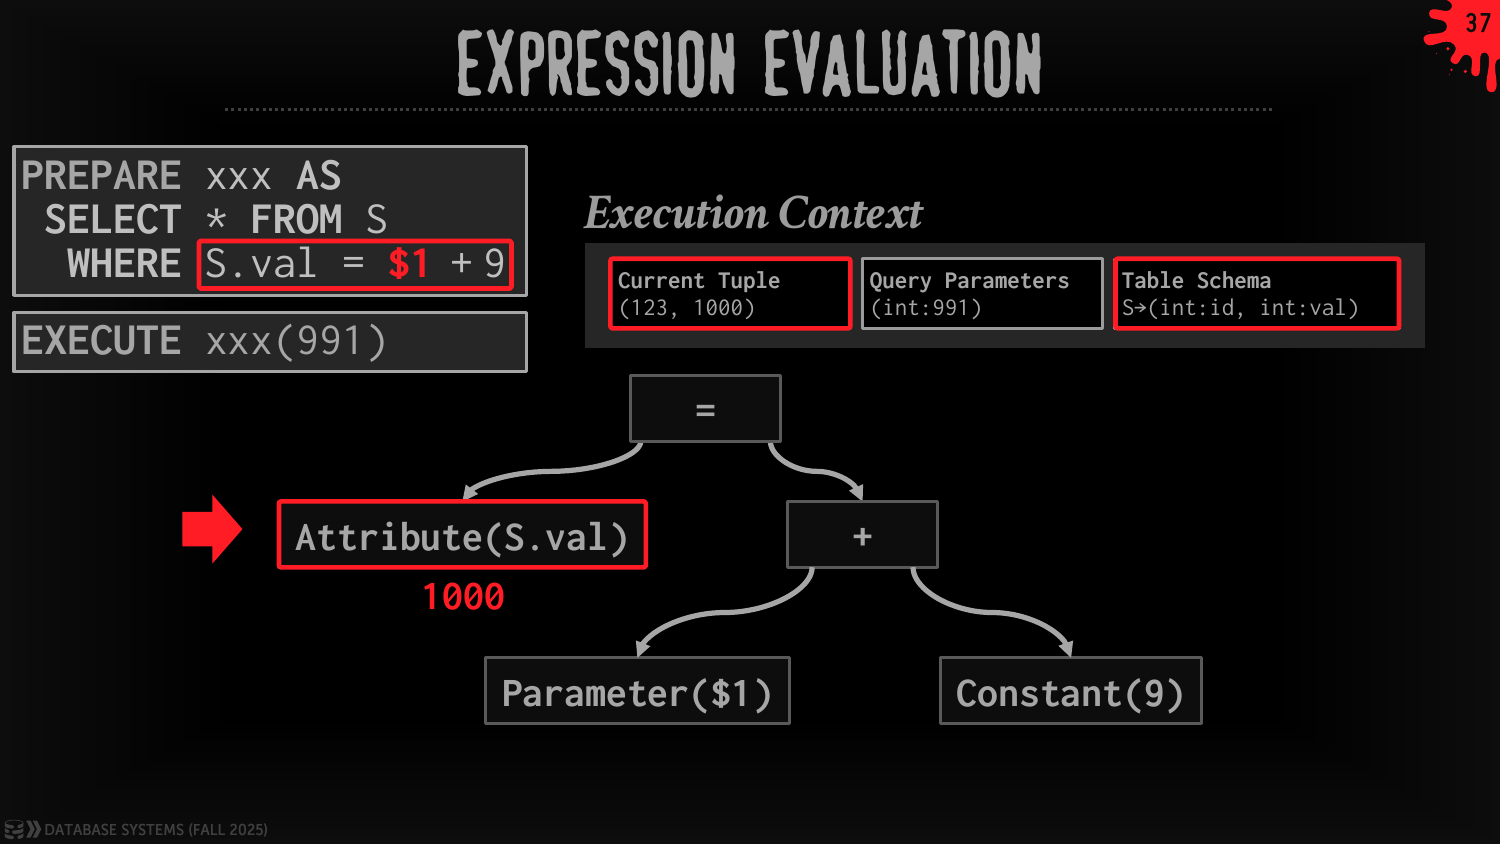 37
EXPRESSION EVALUATION
PREPARE xxx AS
SELECT * FROM S
WHERE S.val = $1 + 9
EXECUTE xxx(991)
Execution Context
Current Tuple
(123, 1000)
Query Parameters
(int:991)
Table Schema
S→(int:id, int:val)
=
Attribute(S.val)
+
1000
Parameter($1)
Constant(9)
DATABASE SYSTEMS (FALL 2025)